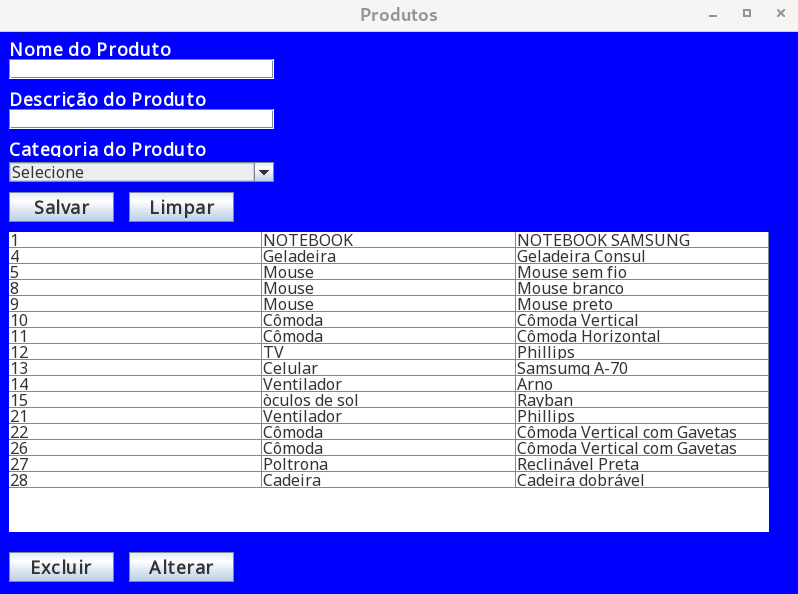 Produtos
Nome do Produto
Descrição do Produto
Categoria do Produto
Selecione
Salvar Limpar
1 NOTEBOOK NOTEBOOK SAMSUNG
4 Geladeira Geladeira Consul
5 Mouse Mouse sem fio
8 Mouse Mouse branco
9 Mouse Mouse preto
10 Cômoda Cômoda Vertical
11 Cômoda Cômoda Horizontal
12 TV Phillips
13 Celular Samsumg A-70
14 Ventilador Arno
15 òculos de sol Rayban
21 Ventilador Phillips
22 Cômoda Cômoda Vertical com Gavetas
26 Cômoda Cômoda Vertical com Gavetas
27 Poltrona Reclinável Preta
28 Cadeira Cadeira dobrável
Excluir Alterar